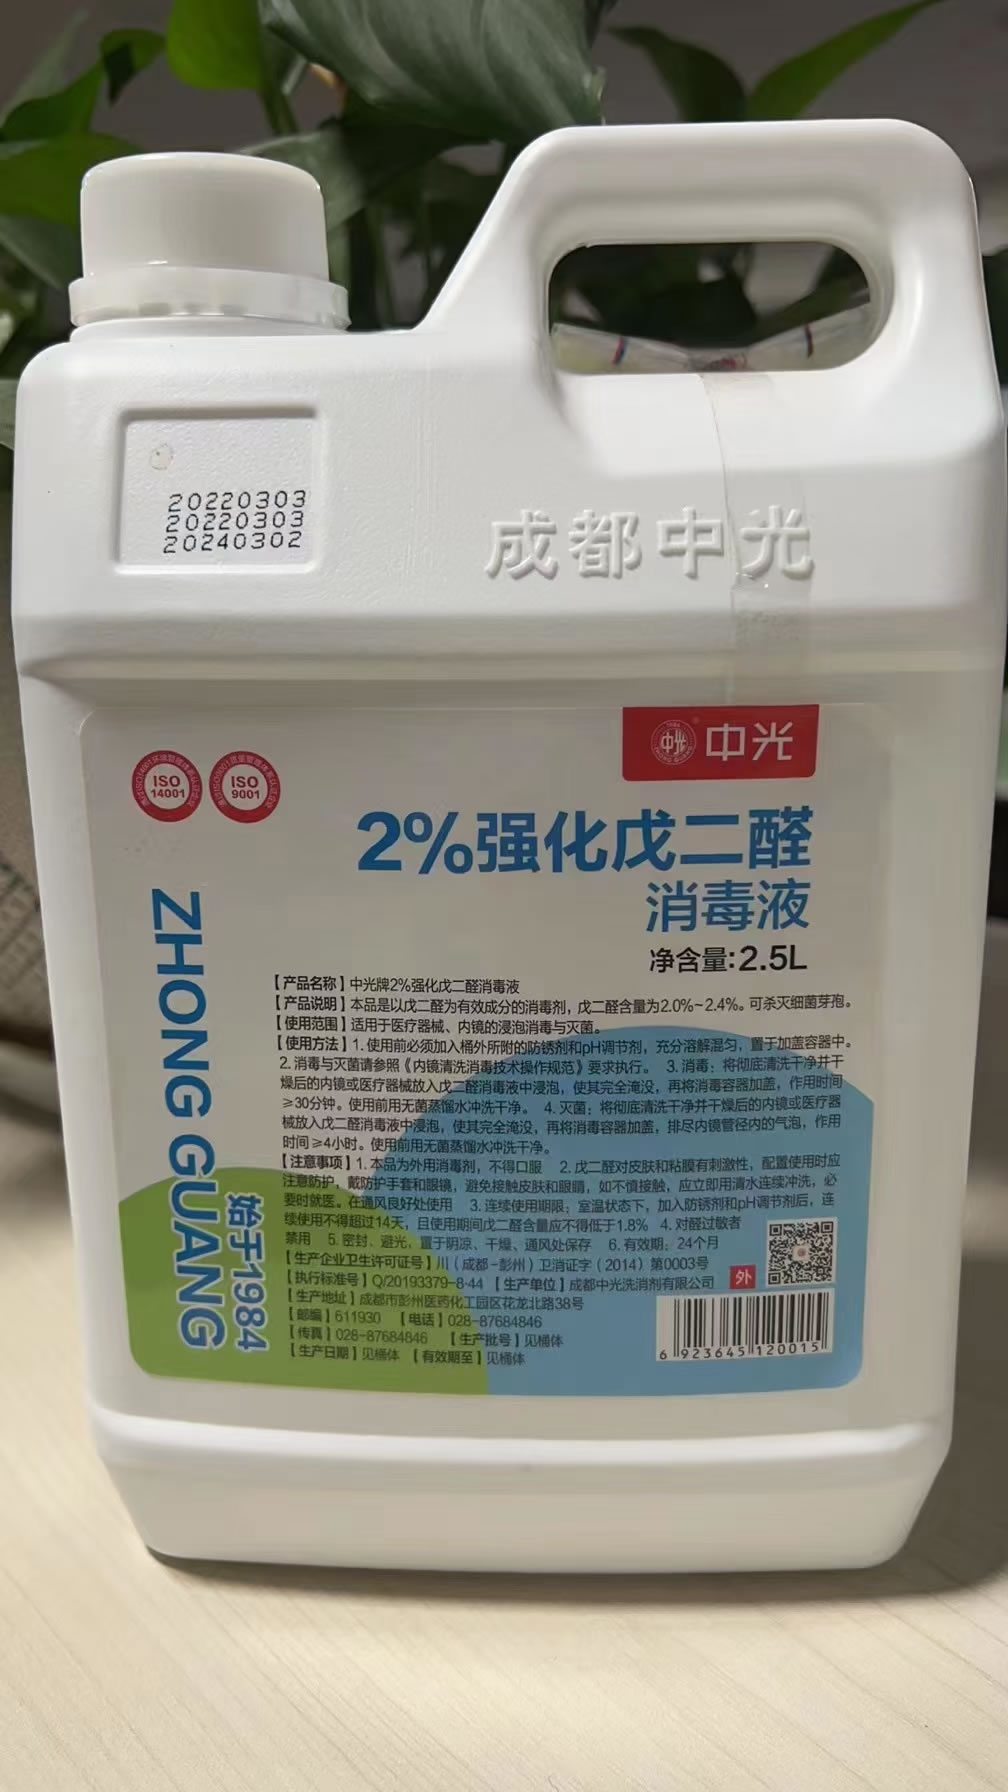 20220303
20220303
20240302
成都中光
中光
中光
ISO
14001
ISO
9001
2%强化戊二醛
消毒液
净含量:2.5L
ZHONG GUANG
始于1984
【产品名称】中光牌2%强化戊二醛消毒液
【产品说明】本品是以戊二醛为有效成分的消毒剂，戊二醛含量为2.0%~2.4%。可杀灭细菌芽孢。
【使用范围】适用于医疗器械、内镜的浸泡消毒与灭菌。
【使用方法】1.使用前必须加入桶外所附的防锈剂和pH调节剂，充分溶解混匀，置于加盖容器中。
2.消毒与灭菌请参照《内镜清洗消毒技术操作规范》要求执行。 3.消毒：将彻底清洗干净并干
燥后的内镜或医疗器械放入戊二醛消毒液中浸泡，使其完全淹没，再将消毒容器加盖，作用时间
≥30分钟。使用前用无菌蒸馏水冲洗干净。 4.灭菌：将彻底清洗干净并干燥后的内镜或医疗器
械放入戊二醛消毒液中浸泡，使其完全淹没，再将消毒容器加盖，排尽内镜管径内的气泡，作用
时间≥4小时。使用前用无菌蒸馏水冲洗干净。
【注意事项】1.本品为外用消毒剂，不得口服 2.戊二醛对皮肤和粘膜有刺激性，配置使用时应
注意防护，戴防护手套和眼镜，避免接触皮肤和眼睛，如不慎接触，应立即用清水连续冲洗，必
要时就医。在通风良好处使用 3.连续使用期限：室温状态下，加入防锈剂和pH调节剂后，连
续使用不得超过14天，且使用期间戊二醛含量应不得低于1.8% 4.对醛过敏者
禁用 5.密封、避光，置于阴凉、干燥、通风处保存 6.有效期：24个月
【生产企业卫生许可证号】川（成都-彭州）卫消证字（2014）第0003号
【执行标准号】Q/20193379-8-44 【生产单位】成都中光洗消剂有限公司
外
【生产地址】成都市彭州医药化工园区花龙北路38号
【邮编】611930 【电话】028-87684846
【传真】028-87684846 【生产批号】见桶体
【生产日期】见桶体 【有效期至】见桶体
6 923645 120015